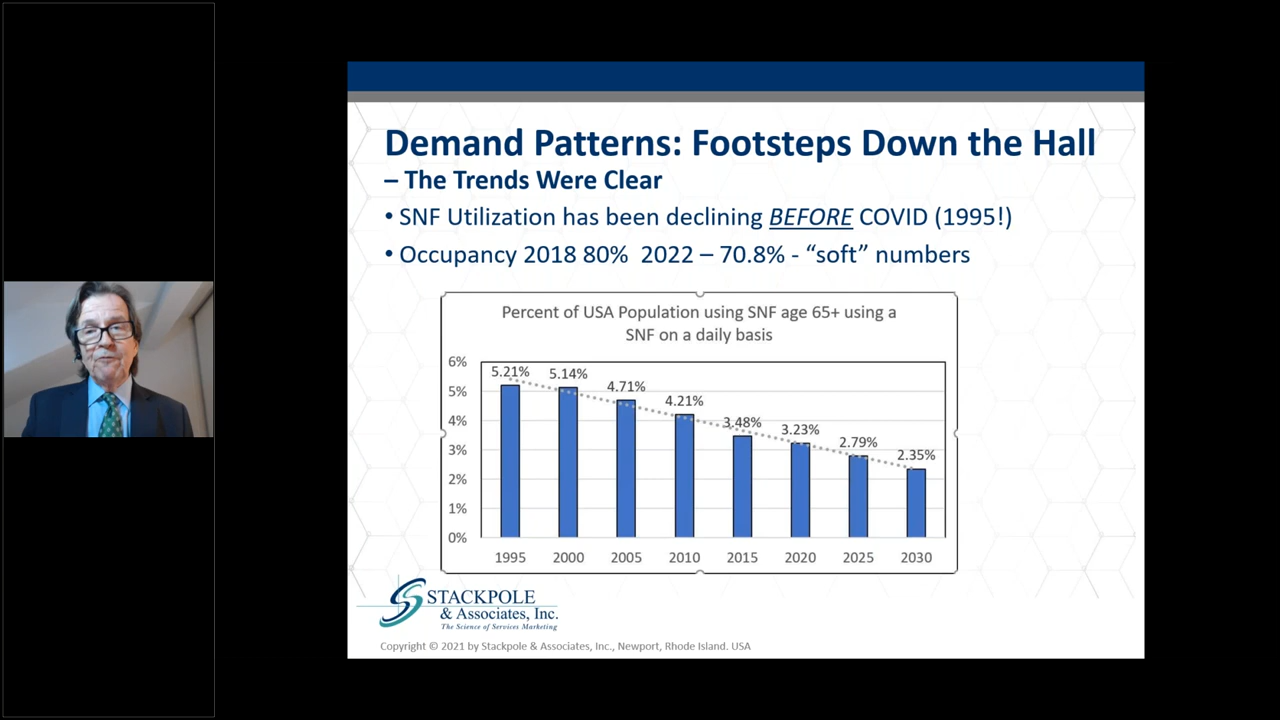 Demand Patterns: Footsteps Down the Hall
– The Trends Were Clear
• SNF Utilization has been declining BEFORE COVID (1995!)
• Occupancy 2018 80%  2022 – 70.8% - “soft” numbers
Percent of USA Population using SNF age 65+ using a
SNF on a daily basis
6%
5%
4%
3%
2%
1%
0%
5.21%
5.14%
4.71%
4.21%
3.48%
3.23%
2.79%
2.35%
1995 2000 2005 2010 2015 2020 2025 2030
STACKPOLE
& Associates, Inc.
The Science of Services Marketing
Copyright © 2021 by Stackpole & Associates, Inc., Newport, Rhode Island. USA